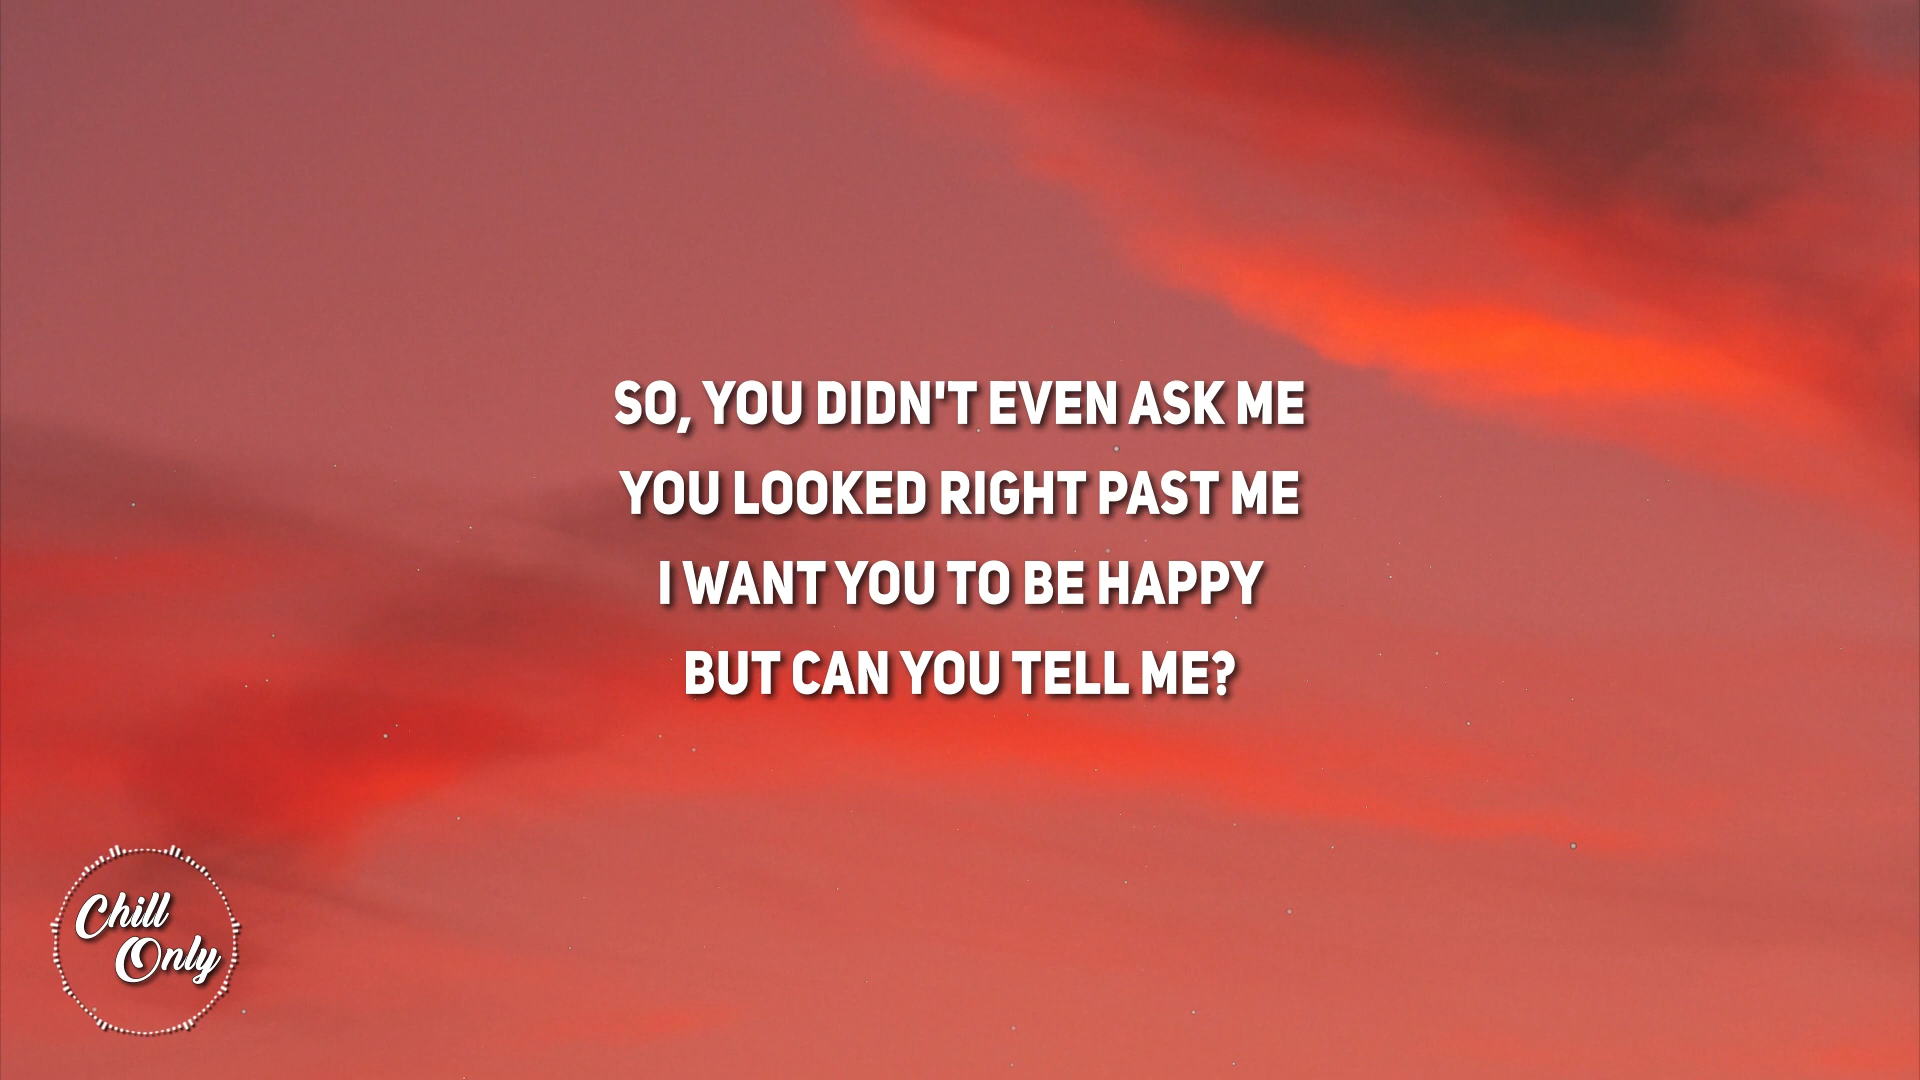 SO, YOU DIDN'T EVEN ASK ME
YOU LOOKED RIGHT PAST ME
I WANT YOU TO BE HAPPY
BUT CAN YOU TELL ME?
Chill
Only